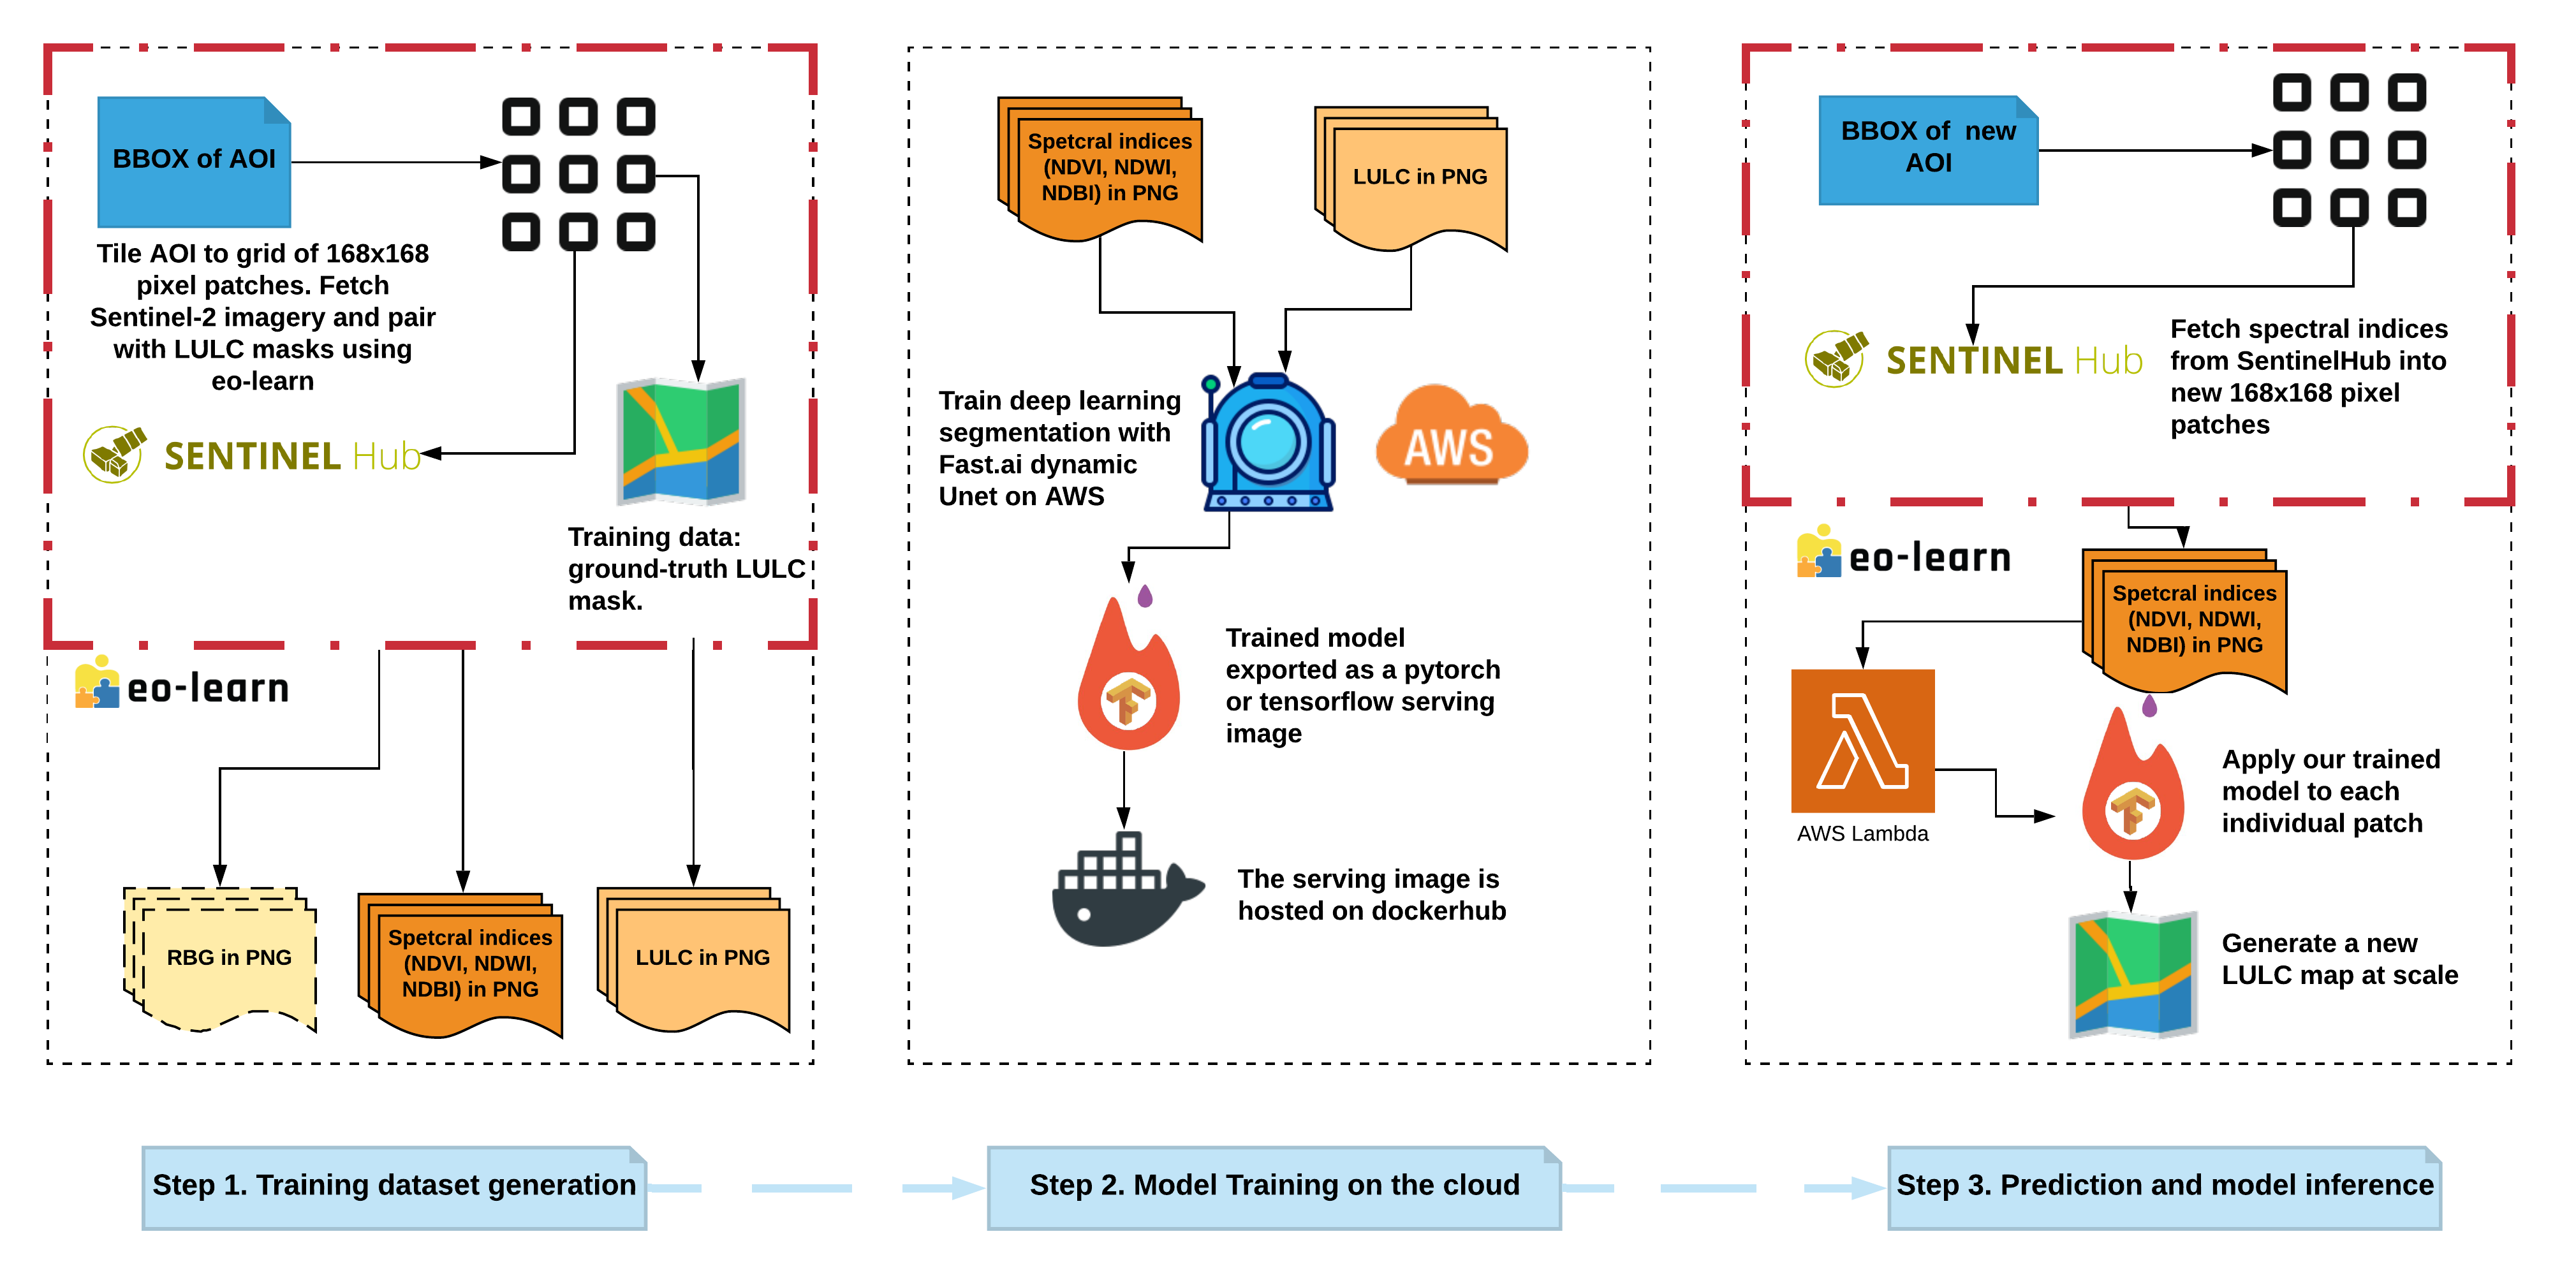 BBOX of AOI
Tile AOI to grid of 168x168
pixel patches. Fetch
Sentinel-2 imagery and pair
with LULC masks using
eo-learn
SENTINEL Hub
Training data:
ground-truth LULC
mask.
eo-learn
RBG in PNG
Spetcral indices
(NDVI, NDWI,
NDBI) in PNG
LULC in PNG
Spetcral indices
(NDVI, NDWI,
NDBI) in PNG
LULC in PNG
Train deep learning
segmentation with
Fast.ai dynamic
Unet on AWS
AWS
Trained model
exported as a pytorch
or tensorflow serving
image
The serving image is
hosted on dockerhub
BBOX of  new
AOI
SENTINEL Hub
Fetch spectral indices
from SentinelHub into
new 168x168 pixel
patches
eo-learn
Spetcral indices
(NDVI, NDWI,
NDBI) in PNG
AWS Lambda
Apply our trained
model to each
individual patch
Generate a new
LULC map at scale
Step 1. Training dataset generation
Step 2. Model Training on the cloud
Step 3. Prediction and model inference